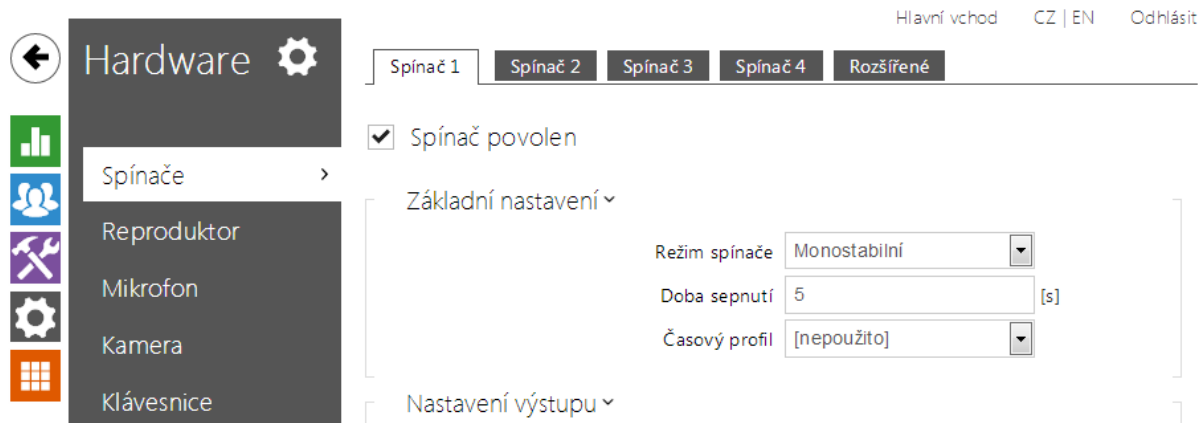 Hlavní vchod CZ | EN Odhlásit
Hardware
Spínač 1 Spínač 2 Spínač 3 Spínač 4 Rozšířené
Spínač povolen
Spínače
Základní nastavení
Reproduktor
Režim spínače Monostabilní
Mikrofon
Doba sepnutí 5 [s]
Kamera
Časový profil [nepoužito]
Klávesnice
Nastavení výstupu